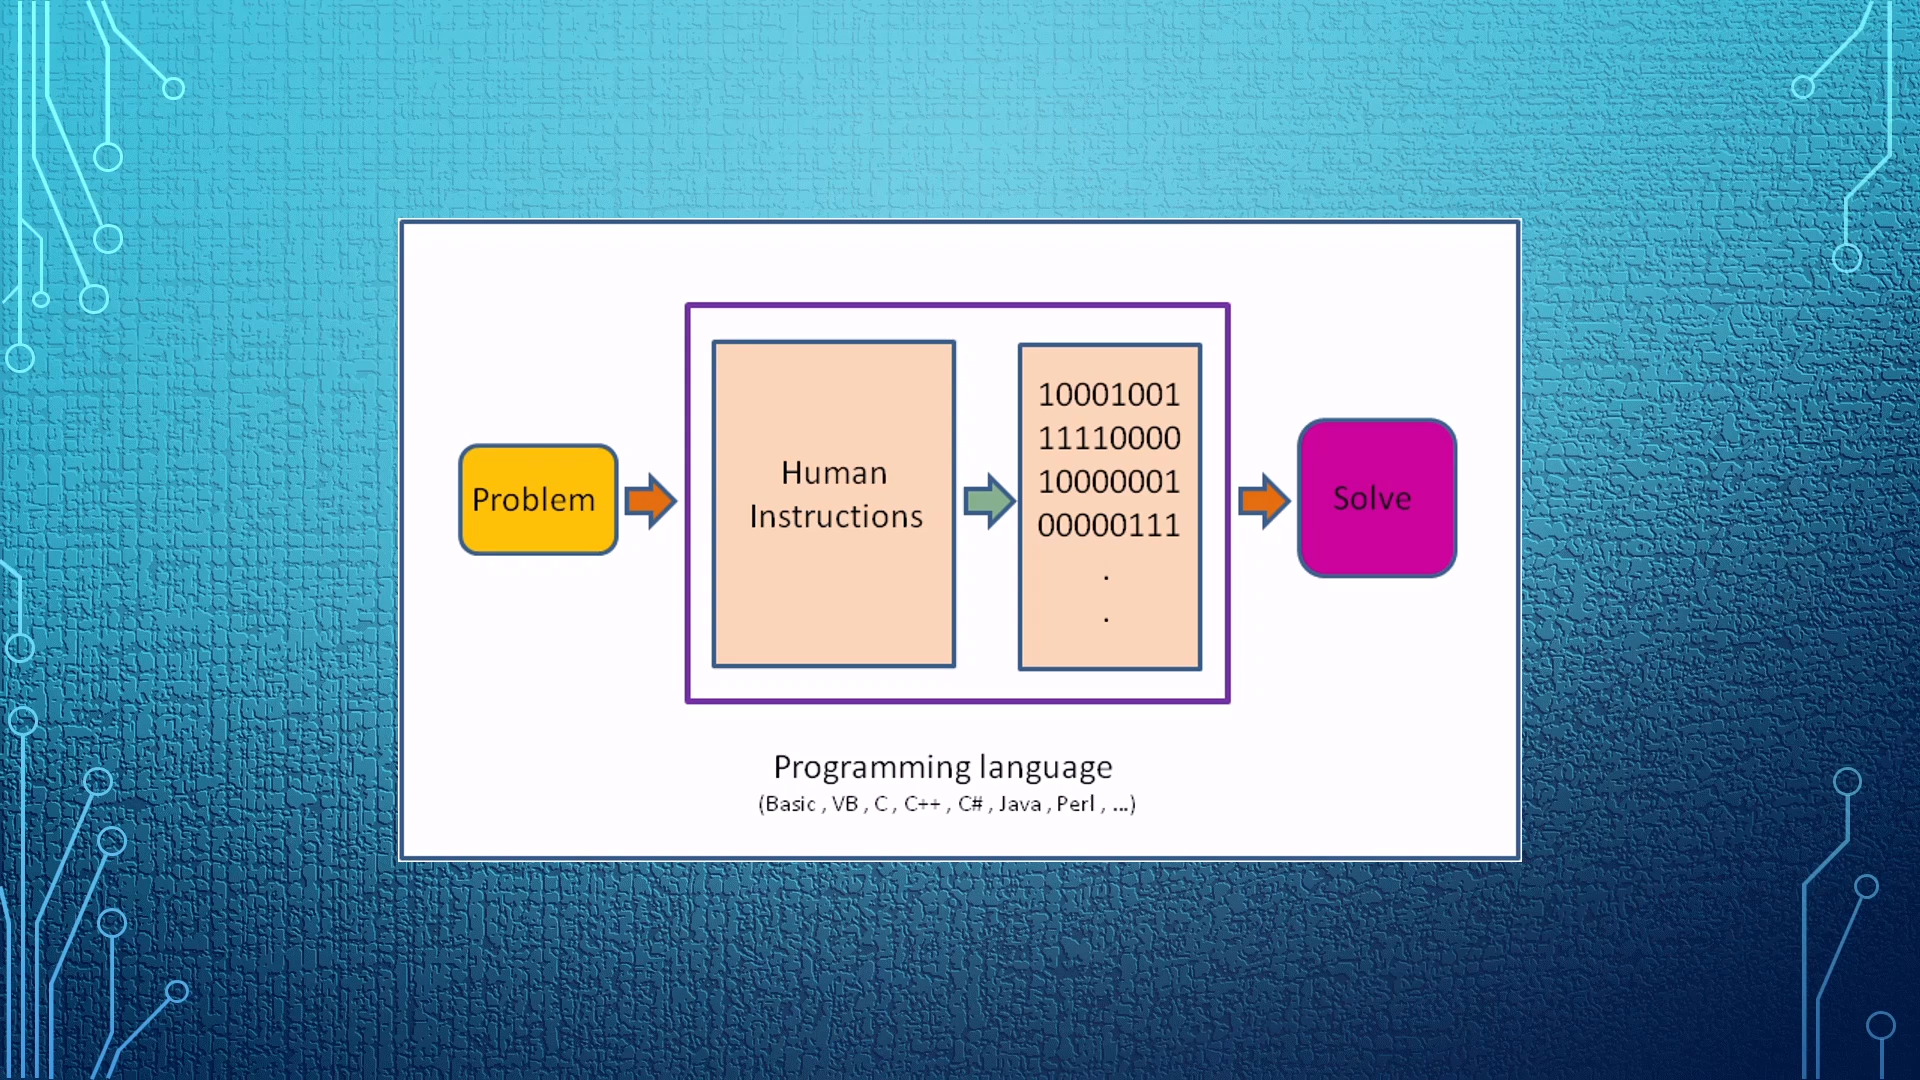 Problem
Human
Instructions
10001001
11110000
10000001
00000111
.
.
Solve
Programming language
(Basic , VB , C , C++ , C# , Java , Perl , ...)